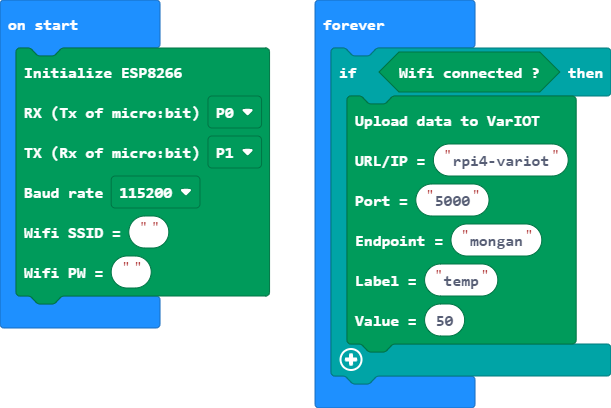 on start
Initialize ESP8266
RX (Tx of micro:bit) P0
TX (Rx of micro:bit) P1
Baud rate 115200
Wifi SSID = " "
Wifi PW = " "
forever
if Wifi connected ? then
Upload data to VarIOT
URL/IP = "rpi4-variot"
Port = "5000"
Endpoint = "mongan"
Label = "temp"
Value = 50